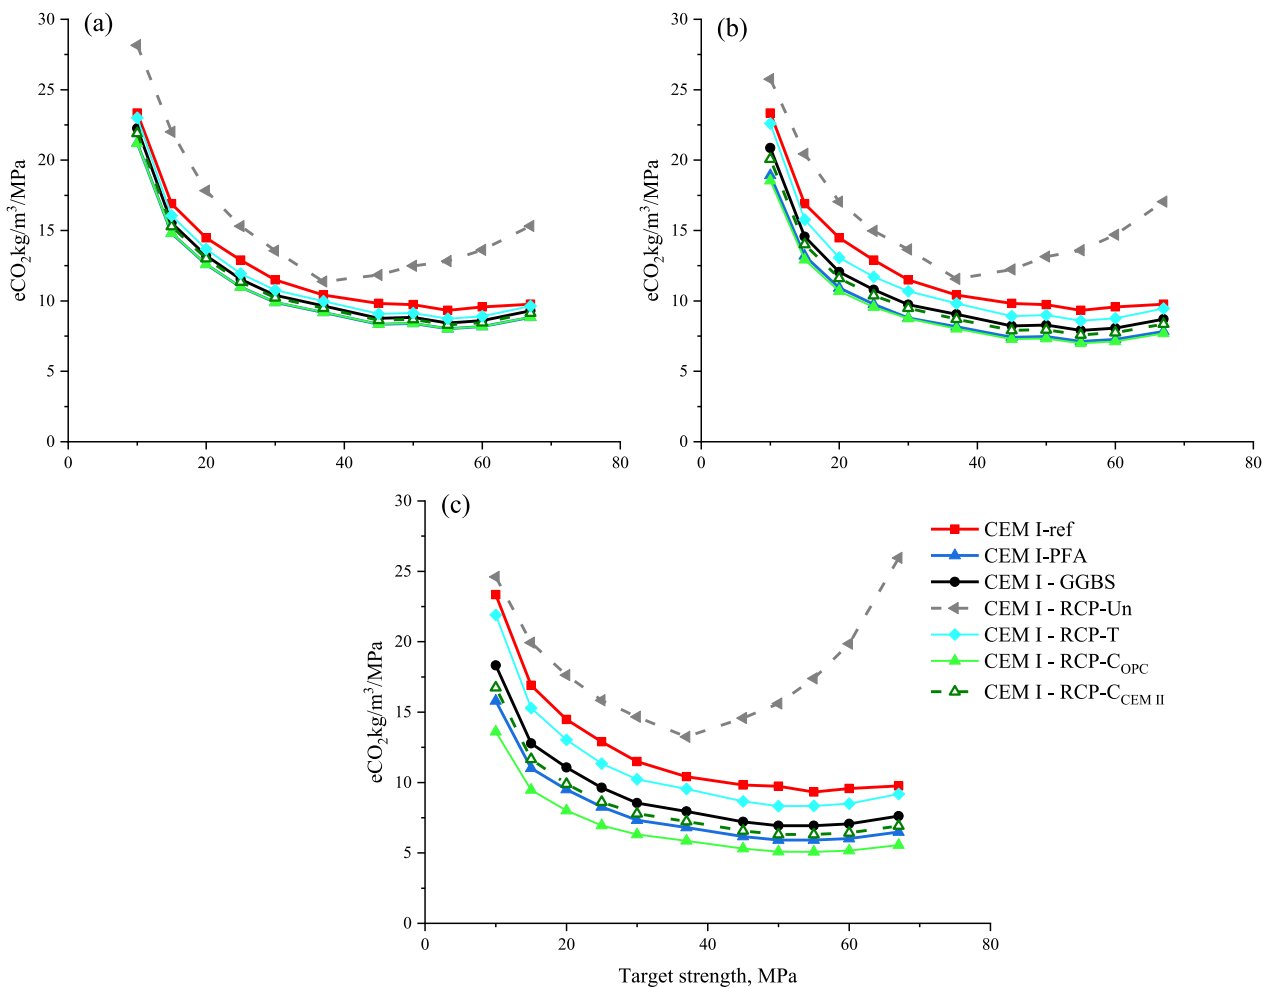 (a)
30
25
20
15
10
5
0
eCO₂kg/m³/MPa
0 20 40 60 80
(b)
30
25
20
15
10
5
0
eCO₂kg/m³/MPa
0 20 40 60 80
(c)
30
25
20
15
10
5
0
eCO₂kg/m³/MPa
0 20 40 60 80
Target strength, MPa
CEM I-ref
CEM I-PFA
CEM I - GGBS
CEM I - RCP-Un
CEM I - RCP-T
CEM I - RCP-C_OPC
CEM I - RCP-C_CEM II